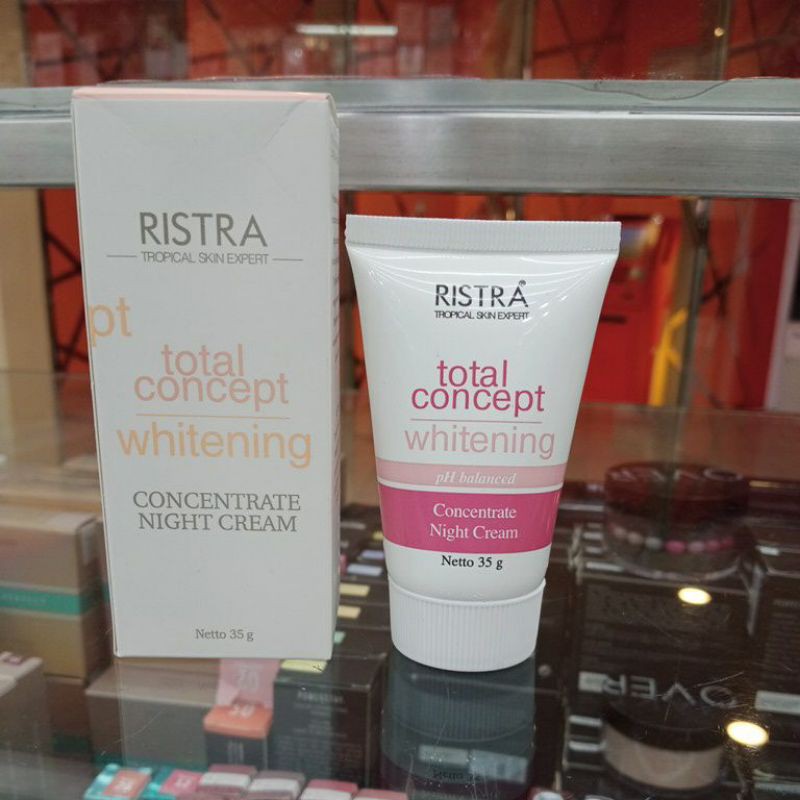 RISTRA
TROPICAL SKIN EXPERT
pt
total
concept
whitening
CONCENTRATE
NIGHT CREAM
Netto 35 g
RISTRA®
TROPICAL SKIN EXPERT
total
concept
whitening
pH balanced
Concentrate
Night Cream
Netto 35 g
OVER